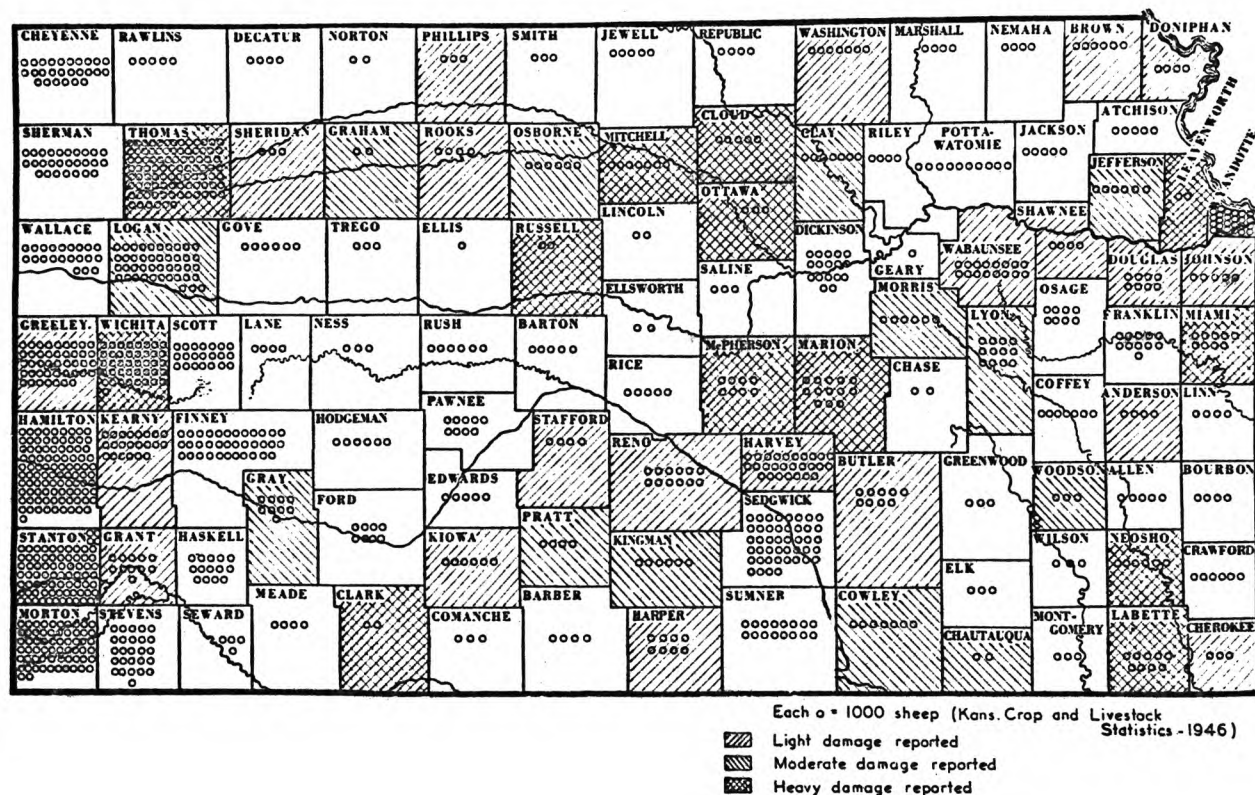 CHEYENNE RAWLINS DECATUR NORTON PHILLIPS SMITH JEWELL REPUBLIC WASHINGTON MARSHALL NEMAHA BROWN DONIPHAN
CLOUD ATCHISON
SHERMAN THOMAS SHERIDAN GRAHAM ROOKS OSBORNE MITCHELL CLAY RILEY POTTA-
WATOMIE JACKSON
JEFFERSON LEAVENWORTH
OTTAWA LINCOLN
WALLACE LOGAN GOVE TREGO ELLIS RUSSELL DICKINSON GEARY WABAUNSEE SHAWNEE DOUGLAS JOHNSON WYANDOTTE
SALINE
ELLSWORTH MORRIS LYON OSAGE
GREELEY. WICHITA SCOTT LANE NESS RUSH BARTON FRANKLIN MIAMI
RICE McPHERSON MARION CHASE
COFFEY ANDERSON LINN
HAMILTON KEARNY FINNEY HODGEMAN PAWNEE STAFFORD RENO HARVEY
BUTLER GREENWOOD WOODSON ALLEN BOURBON
GRAY FORD EDWARDS SEDGWICK
PRATT
STANTON GRANT HASKELL KIOWA KINGMAN WILSON NEOSHO CRAWFORD
ELK
MORTON STEVENS SEWARD MEADE CLARK COMANCHE BARBER HARPER SUMNER COWLEY
CHAUTAUQUA MONT-
GOMERY LABETTE CHEROKEE
Each o = 1000 sheep (Kans. Crop and Livestock
Statistics - 1946)
Light damage reported
Moderate damage reported
Heavy damage reported